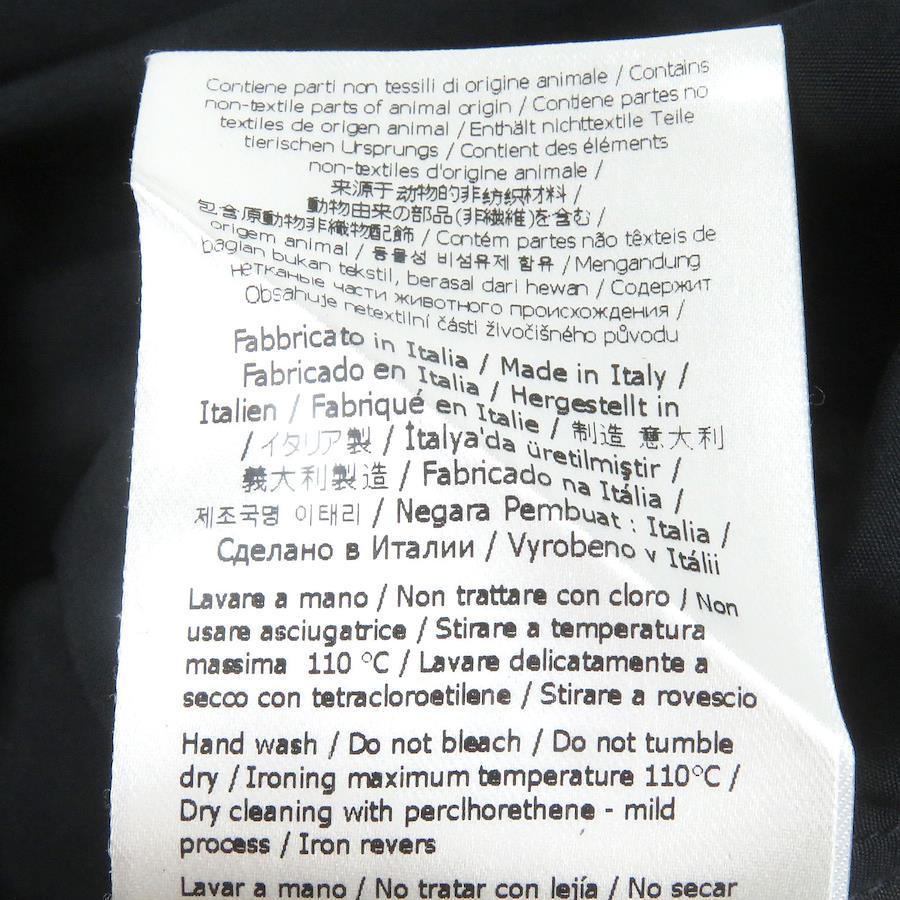 Contiene parti non tessili di origine animale / Contains
non-textile parts of animal origin / Contiene partes no
textiles de origen animal / Enthält nichttextile Teile
tierischen Ursprungs / Contient des éléments
non-textiles d'origine animale /
来源于动物的非纺织材料 /
動物由来の部品(非繊維)を含む /
包含原動物非織物配飾 / Contém partes não têxteis de
origem animal / 동물성 비섬유제 함유 / Mengandung
bagian bukan tekstil, berasal dari hewan / Содержит
нетканые части животного происхождения /
Obsahuje netextilní části živočišného původu
Fabbricato in Italia / Made in Italy /
Fabricado en Italia / Hergestellt in
Italien / Fabriqué en Italie / 制造 意大利
/ イタリア製 / İtalya'da üretilmiştir /
義大利製造 / Fabricado na Itália /
제조국명 이태리 / Negara Pembuat : Italia /
Сделано в Италии / Vyrobeno v Itálii
Lavare a mano / Non trattare con cloro / Non
usare asciugatrice / Stirare a temperatura
massima 110 °C / Lavare delicatamente a
secco con tetracloroetilene / Stirare a rovescio
Hand wash / Do not bleach / Do not tumble
dry / Ironing maximum temperature 110°C /
Dry cleaning with perclhorethene - mild
process / Iron revers
Lavar a mano / No tratar con lejía / No secar